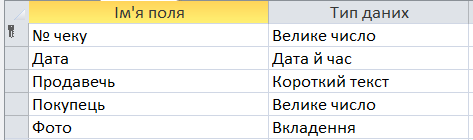 Ім'я поля Тип даних
№ чеку Велике число
Дата Дата й час
Продавечь Короткий текст
Покупець Велике число
Фото Вкладення